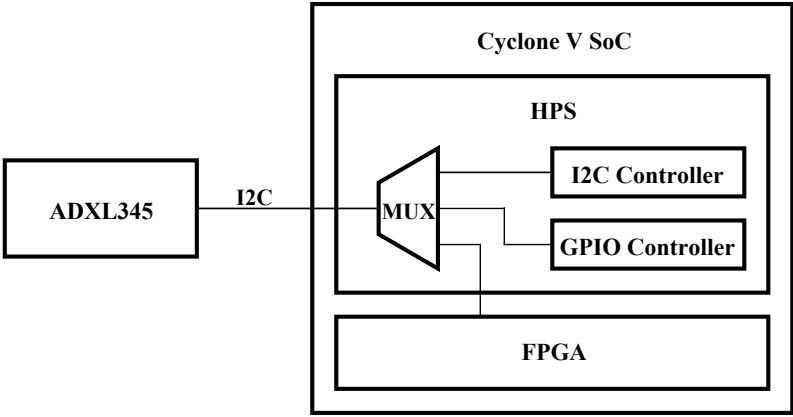 Cyclone V SoC
HPS
I2C Controller
ADXL345
I2C
MUX
GPIO Controller
FPGA